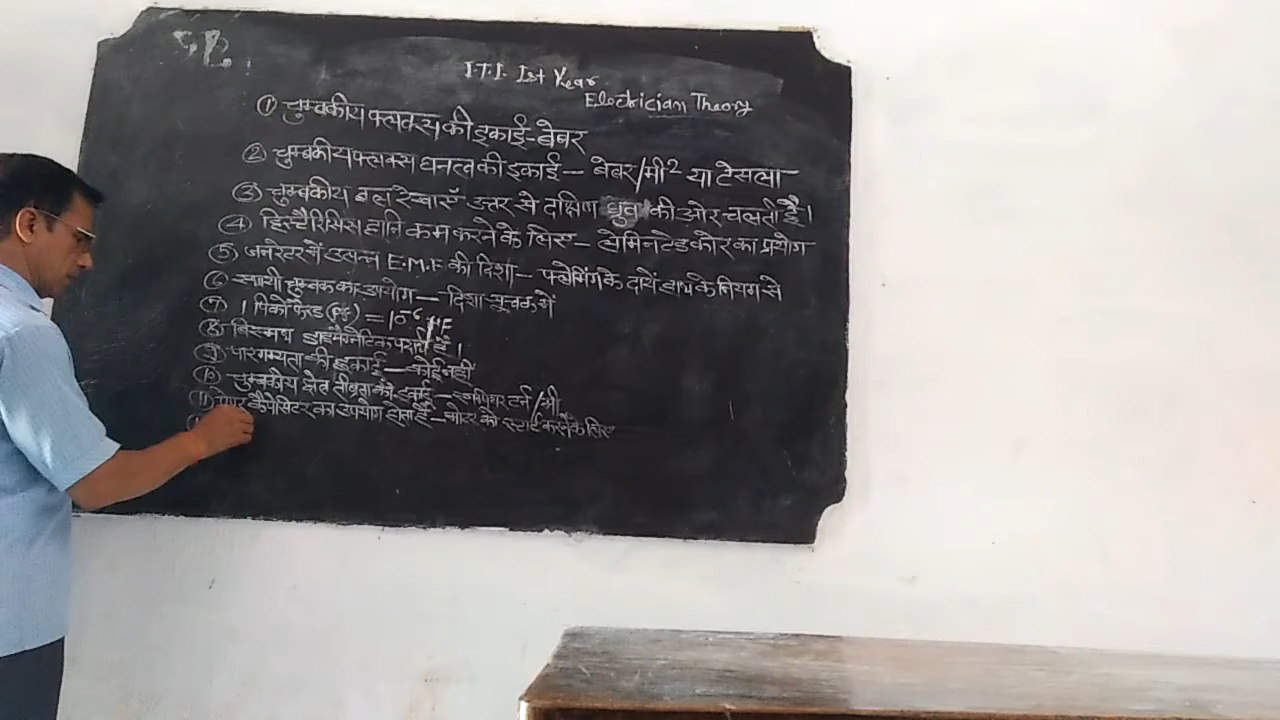 I.T.I. Ist Year
Electrician Theory
① चुम्बकीय फ्लक्स की इकाई - वेबर
② चुम्बकीय फ्लक्स घनत्व की इकाई – वेबर/मी² या टेसला
③ चुम्बकीय बल रेखाएँ उत्तर से दक्षिण ध्रुव की ओर चलती है।
④ हिस्टैरिसिस हानि कम करने के लिए – लेमिनेटेड कोर का प्रयोग
⑤ जनरेटर में उत्पन्न E.M.F की दिशा – फ्लेमिंग के दायें हाथ के नियम से
⑥ स्थायी चुम्बक का उपयोग – दिशा सूचक में
⑦ 1 पिको फैरड (PF) = 10⁻⁶ μF
⑧ बिस्मथ डाइमैग्नेटिक पदार्थ है।
⑨ पारगम्यता की इकाई – कोई नही
⑩ चुम्बकीय क्षेत्र तीव्रता की इकाई – एम्पियर टर्न/मी
⑪ पेपर कैपेसिटर का उपयोग होता है – मोटर को स्टार्ट करने के लिए